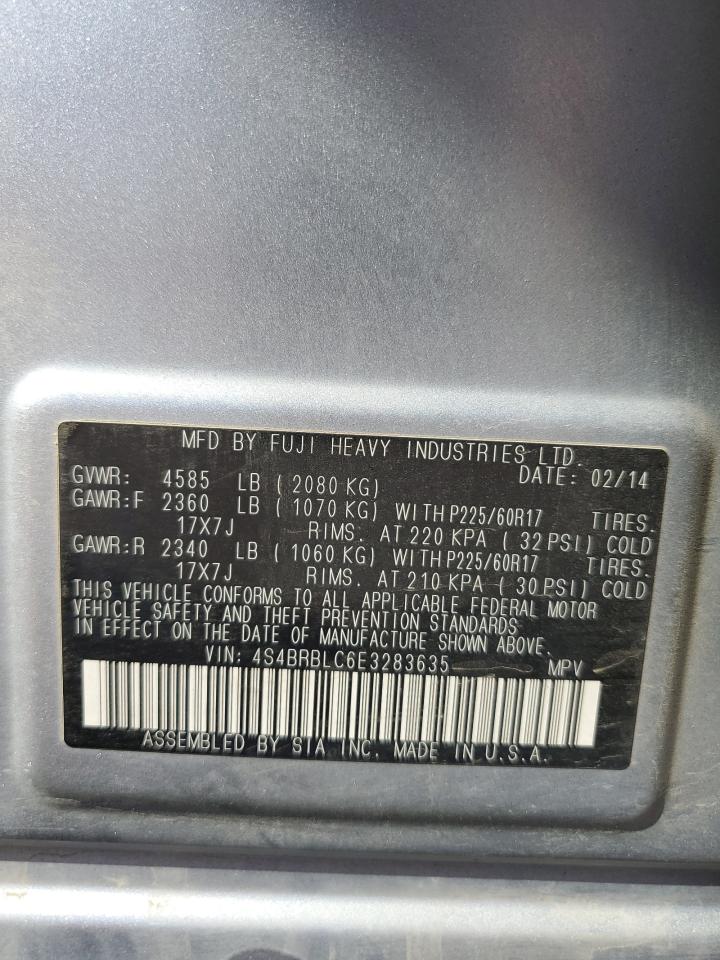 MFD BY FUJI HEAVY INDUSTRIES LTD.
DATE: 02/14
GVWR: 4585 LB ( 2080 KG)
GAWR:F 2360 LB ( 1070 KG) WITH P225/60R17 TIRES.
17X7J RIMS. AT 220 KPA ( 32 PSI) COLD
GAWR:R 2340 LB ( 1060 KG) WITH P225/60R17 TIRES.
17X7J RIMS. AT 210 KPA ( 30 PSI) COLD
THIS VEHICLE CONFORMS TO ALL APPLICABLE FEDERAL MOTOR
VEHICLE SAFETY AND THEFT PREVENTION STANDARDS
IN EFFECT ON THE DATE OF MANUFACTURE SHOWN ABOVE.
VIN: 4S4BRBLC6E3283635 MPV
ASSEMBLED BY SIA INC. MADE IN U.S.A.